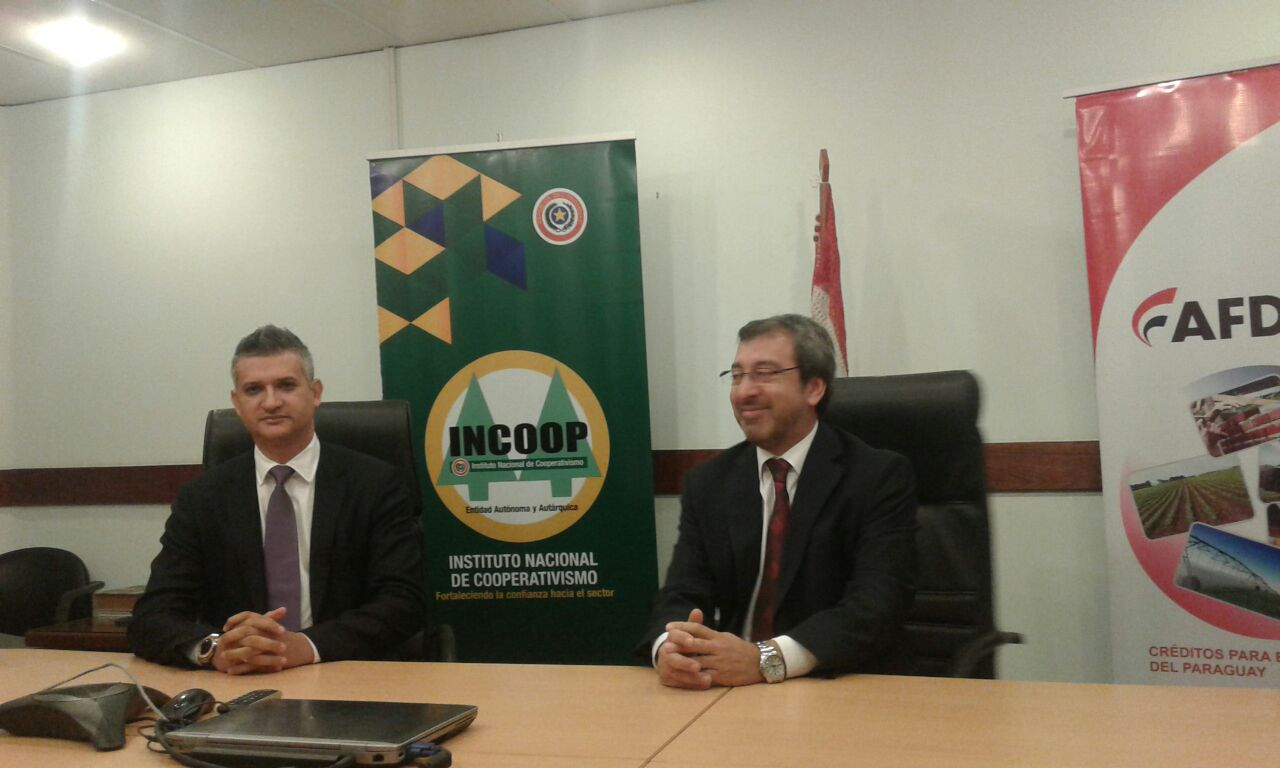 INCOOP
Instituto Nacional de Cooperativismo
Entidad Autónoma y Autárquica
INSTITUTO NACIONAL
DE COOPERATIVISMO
Fortaleciendo la confianza hacia el sector
AFD
CRÉDITOS PARA
DEL PARAGUAY